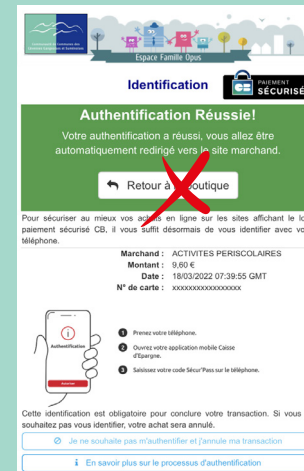 Espace Famille Opus
Identification
PAIEMENT
SÉCURISÉ
CB
Authentification Réussie!
Votre authentification a réussi, vous allez être
automatiquement redirigé vers le site marchand.
Retour à boutique
Pour sécuriser au mieux vos achats en ligne sur les sites affichant le lo
paiement sécurisé CB, il vous suffit désormais de vous identifier avec vo
téléphone.
Marchand : ACTIVITES PERISCOLAIRES
Montant : 9,60 €
Date : 18/03/2022 07:39:55 GMT
N° de carte : xxxxxxxxxxxxxxxxx
Authentification
1 Prenez votre téléphone.
2 Ouvrez votre application mobile Caisse
d'Epargne.
3 Saisissez votre code Sécur'Pass sur le téléphone.
Cette identification est obligatoire pour conclure votre transaction. Si vous
souhaitez pas vous identifier, votre achat sera annulé.
Je ne souhaite pas m'authentifier et j'annule ma transaction
En savoir plus sur le processus d'authentification